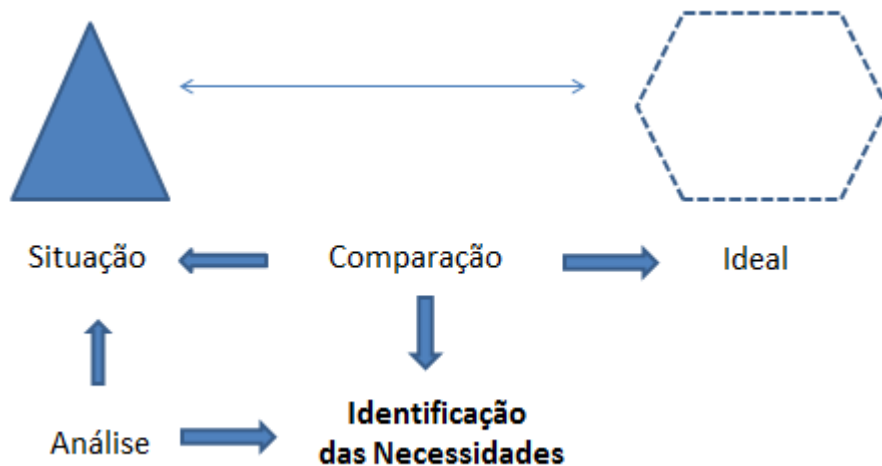 Situação
Comparação
Ideal
Análise
Identificação
das Necessidades